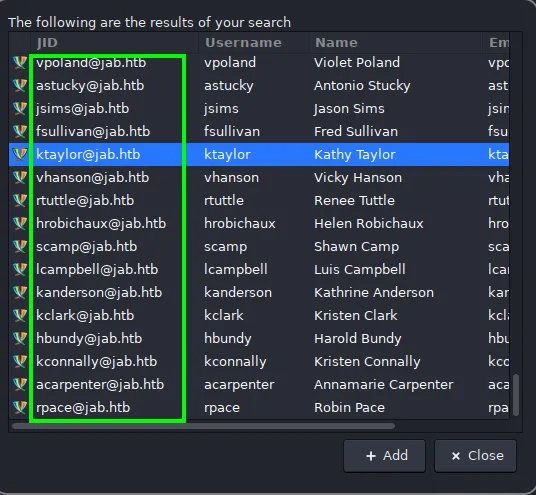 The following are the results of your search
JID Username Name Em
vpoland@jab.htb vpoland Violet Poland vpo
astucky@jab.htb astucky Antonio Stucky ast
jsims@jab.htb jsims Jason Sims jsin
fsullivan@jab.htb fsullivan Fred Sullivan fsu
ktaylor@jab.htb ktaylor Kathy Taylor kta
vhanson@jab.htb vhanson Vicky Hanson vha
rtuttle@jab.htb rtuttle Renee Tuttle rtut
hrobichaux@jab.htb hrobichaux Helen Robichaux hro
scamp@jab.htb scamp Shawn Camp sca
lcampbell@jab.htb lcampbell Luis Campbell lcar
kanderson@jab.htb kanderson Kathrine Anderson kan
kclark@jab.htb kclark Kristen Clark kcl
hbundy@jab.htb hbundy Harold Bundy hbu
kconnally@jab.htb kconnally Kristen Connally kco
acarpenter@jab.htb acarpenter Annamarie Carpenter aca
rpace@jab.htb rpace Robin Pace rpa
+ Add × Close